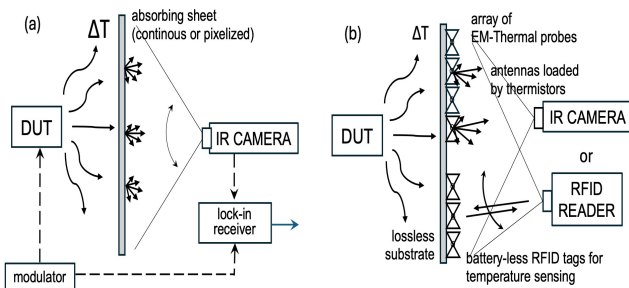 (a)
ΔT
absorbing sheet
(continous or pixelized)
DUT
IR CAMERA
lock-in
receiver
modulator
(b)
ΔT
array of
EM-Thermal probes
antennas loaded
by thermistors
DUT
IR CAMERA
or
RFID
READER
lossless
substrate
battery-less RFID tags for
temperature sensing